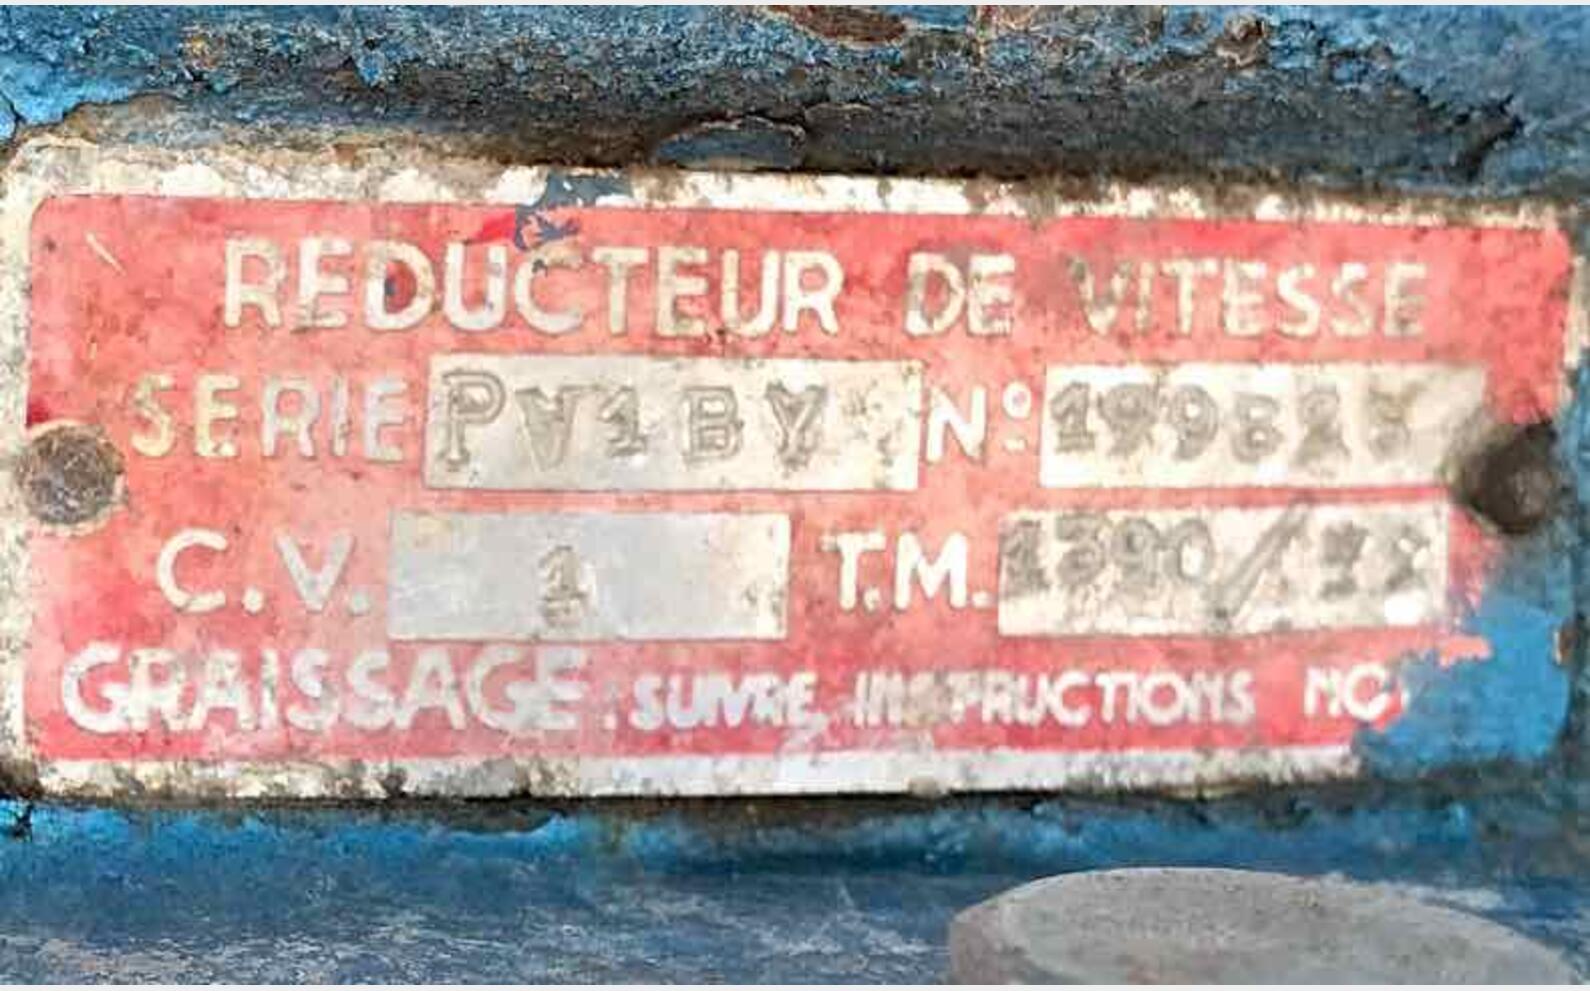 REDUCTEUR DE VITESSE
SERIE PV1BY Nº
C.V. 1 T.M.
GRAISSAGE: SUIVRE INSTRUCTIONS